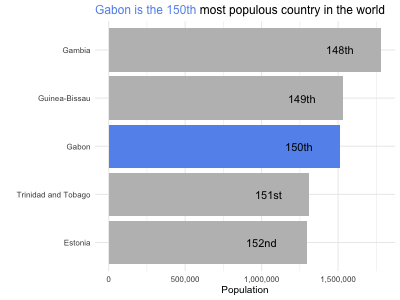 Gabon is the 150th most populous country in the world
Gambia 148th
Guinea-Bissau 149th
Gabon 150th
Trinidad and Tobago 151st
Estonia 152nd
0 500,000 1,000,000 1,500,000
Population